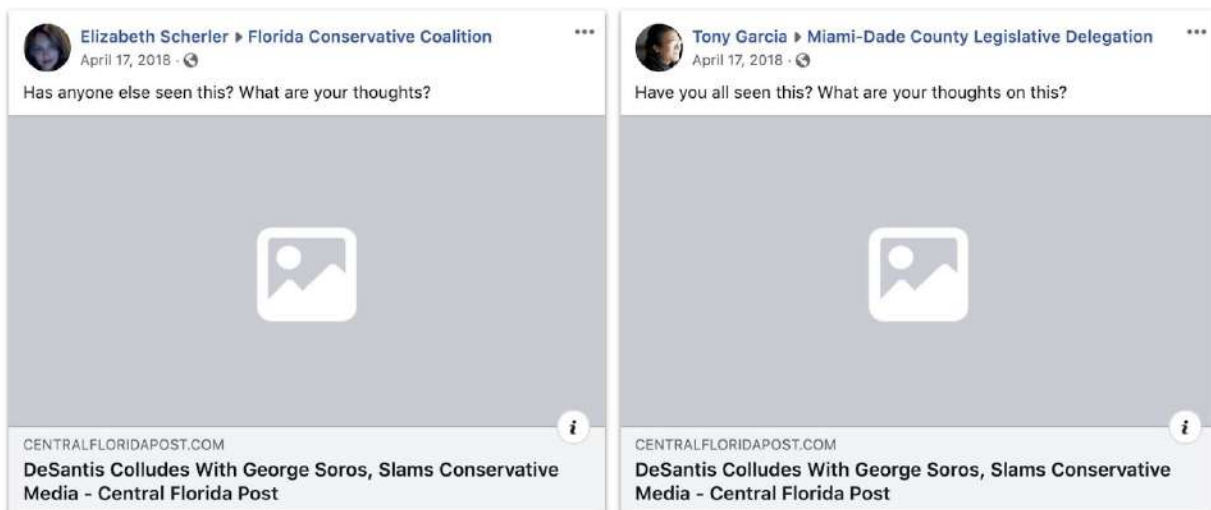 Elizabeth Scherler ▸ Florida Conservative Coalition
April 17, 2018 ·
Has anyone else seen this? What are your thoughts?
i
CENTRALFLORIDAPOST.COM
DeSantis Colludes With George Soros, Slams Conservative
Media - Central Florida Post
Tony Garcia ▸ Miami-Dade County Legislative Delegation
April 17, 2018 ·
Have you all seen this? What are your thoughts on this?
i
CENTRALFLORIDAPOST.COM
DeSantis Colludes With George Soros, Slams Conservative
Media - Central Florida Post